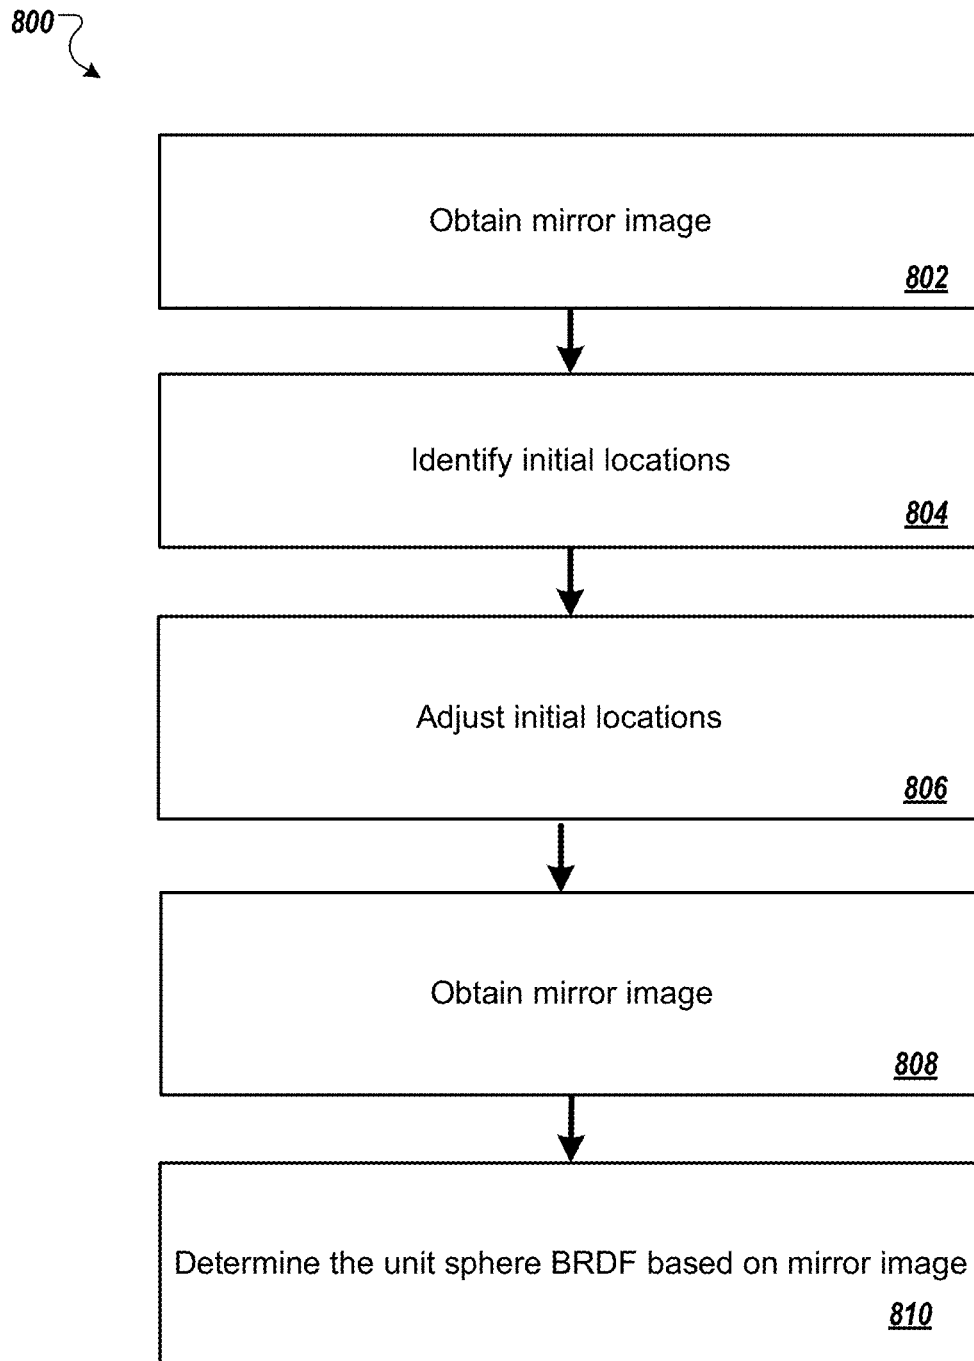 800
Obtain mirror image
802
Identify initial locations
804
Adjust initial locations
806
Obtain mirror image
808
Determine the unit sphere BRDF based on mirror image
810